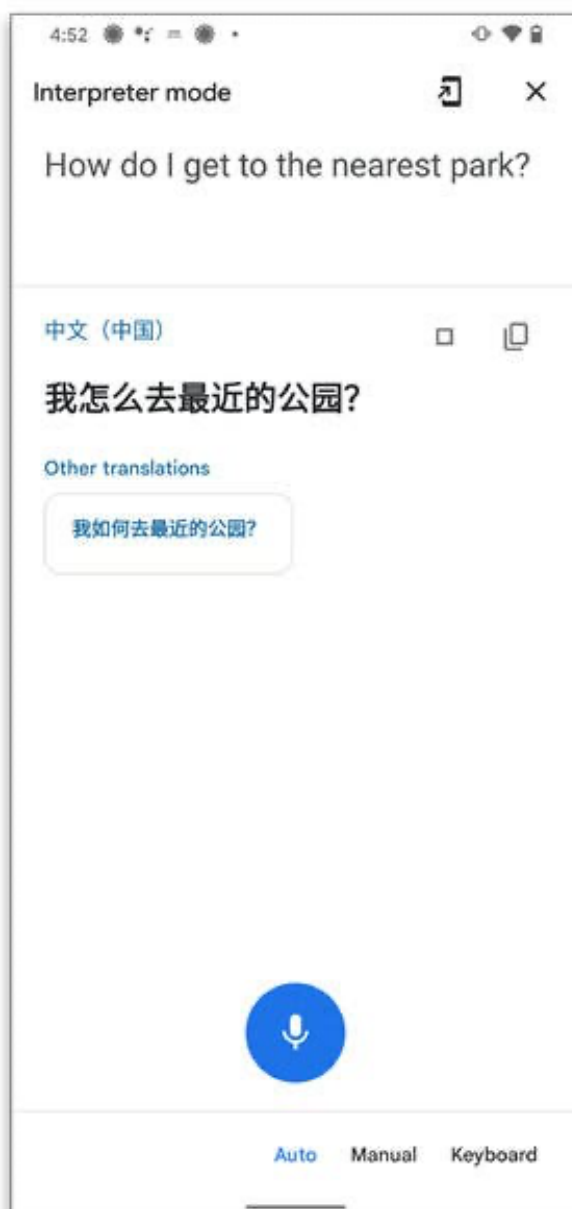 4:52
Interpreter mode
How do I get to the nearest park?
中文（中国）
我怎么去最近的公园？
Other translations
我如何去最近的公园？
Auto Manual Keyboard